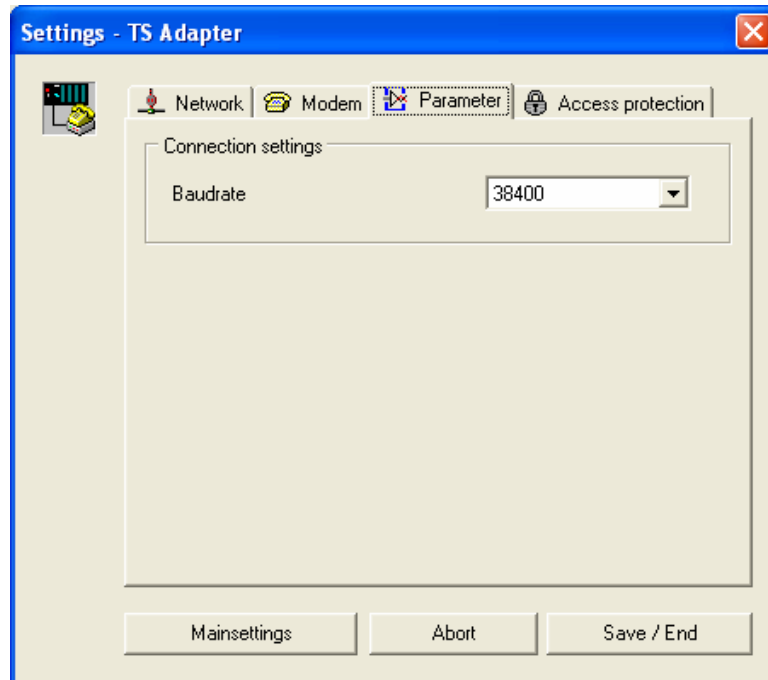 Settings - TS Adapter
Network Modem Parameter Access protection
Connection settings
Baudrate 38400
Mainsettings Abort Save / End